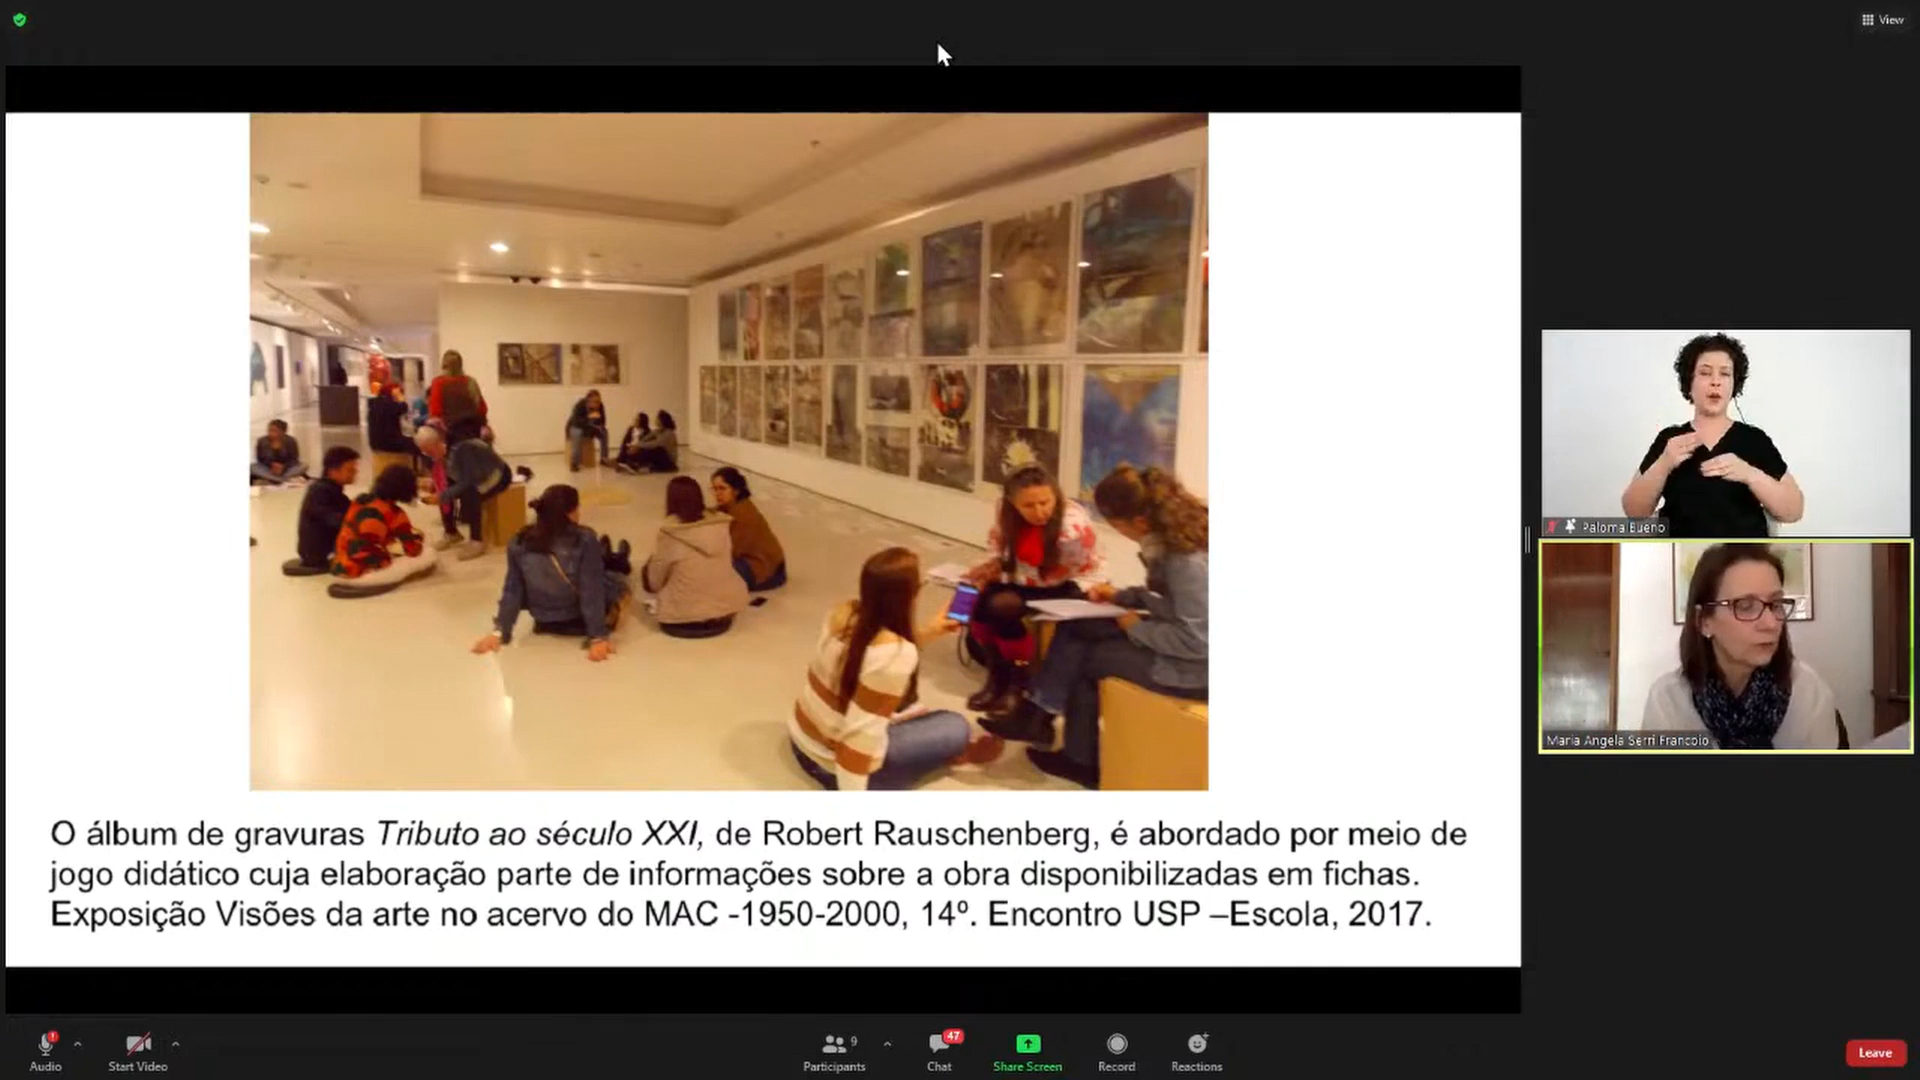 View
O álbum de gravuras Tributo ao século XXI, de Robert Rauschenberg, é abordado por meio de
jogo didático cuja elaboração parte de informações sobre a obra disponibilizadas em fichas.
Exposição Visões da arte no acervo do MAC -1950-2000, 14º. Encontro USP –Escola, 2017.
Paloma Bueno
Maria Angela Serri Francoio
Audio
Start Video
Participants 9
Chat 47
Share Screen
Record
Reactions
Leave